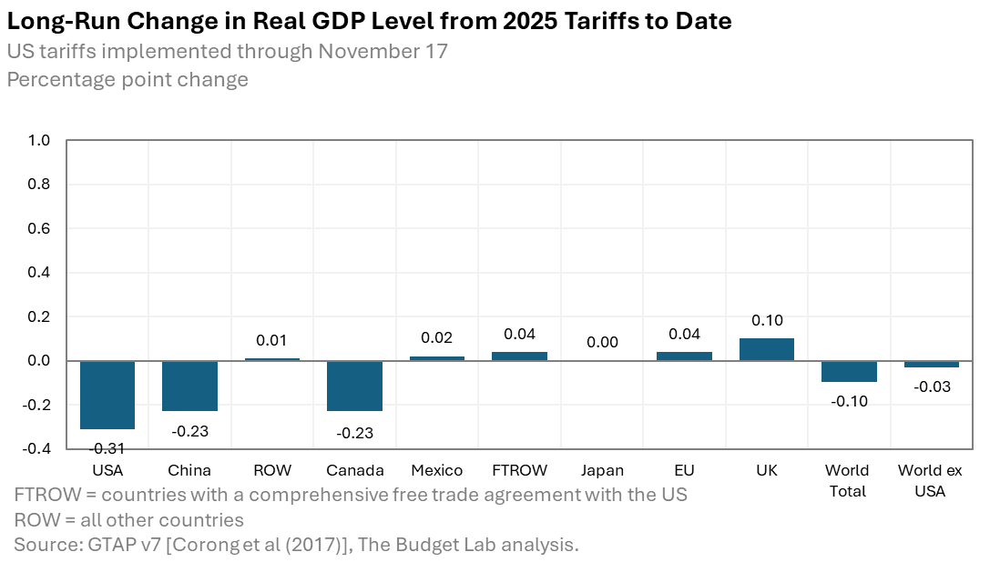 Long-Run Change in Real GDP Level from 2025 Tariffs to Date
US tariffs implemented through November 17
Percentage point change
1.0
0.8
0.6
0.4
0.2
0.0
-0.2
-0.4
-0.31
-0.23
0.01
-0.23
0.02
0.04
0.00
0.04
0.10
-0.10
-0.03
USA
China
ROW
Canada
Mexico
FTROW
Japan
EU
UK
World
Total
World ex
USA
FTROW = countries with a comprehensive free trade agreement with the US
ROW = all other countries
Source: GTAP v7 [Corong et al (2017)], The Budget Lab analysis.